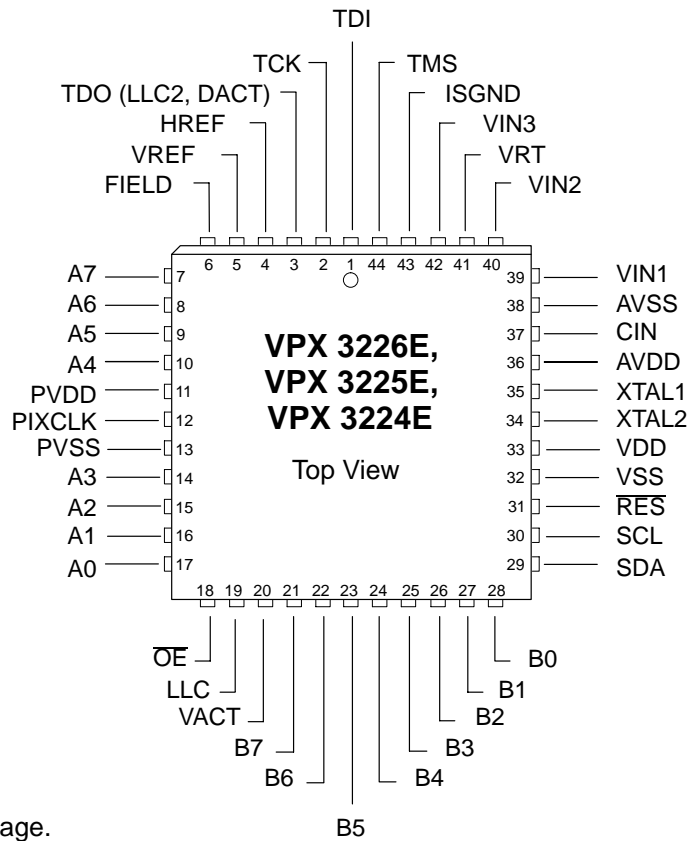 TDI
TCK TMS
TDO (LLC2, DACT) ISGND
HREF VIN3
VREF VRT
FIELD VIN2
6 5 4 3 2 1 44 43 42 41 40
A7 7 39 VIN1
A6 8 38 AVSS
A5 9 37 CIN
A4 10 36 AVDD
PVDD 11 35 XTAL1
PIXCLK 12 34 XTAL2
PVSS 13 33 VDD
A3 14 32 VSS
A2 15 31 RES
A1 16 30 SCL
A0 17 29 SDA
VPX 3226E,
VPX 3225E,
VPX 3224E
Top View
18 19 20 21 22 23 24 25 26 27 28
OE B0
LLC B1
VACT B2
B7 B3
B6 B4
age. B5